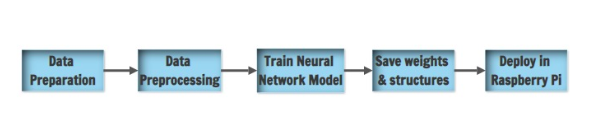 Data
Preparation
Data
Preprocessing
Train Neural
Network Model
Save weights
& structures
Deploy in
Raspberry Pi